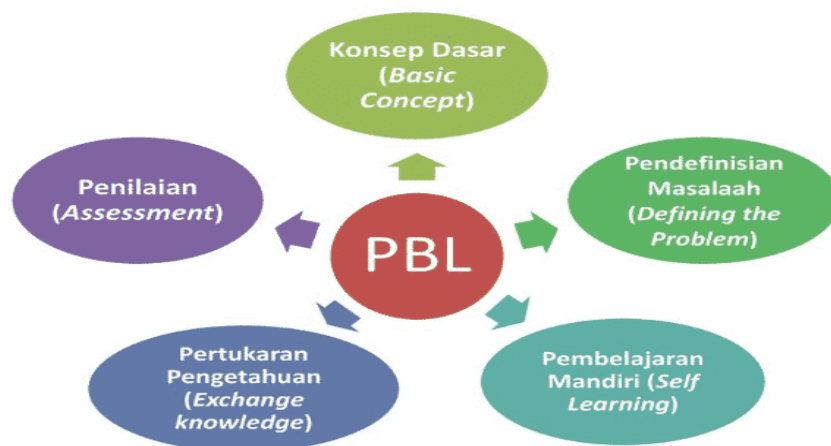 Konsep Dasar
(Basic
Concept)
Pendefinisian
Masalaah
(Defining the
Problem)
Pembelajaran
Mandiri (Self
Learning)
Pertukaran
Pengetahuan
(Exchange
knowledge)
Penilaian
(Assessment)
PBL